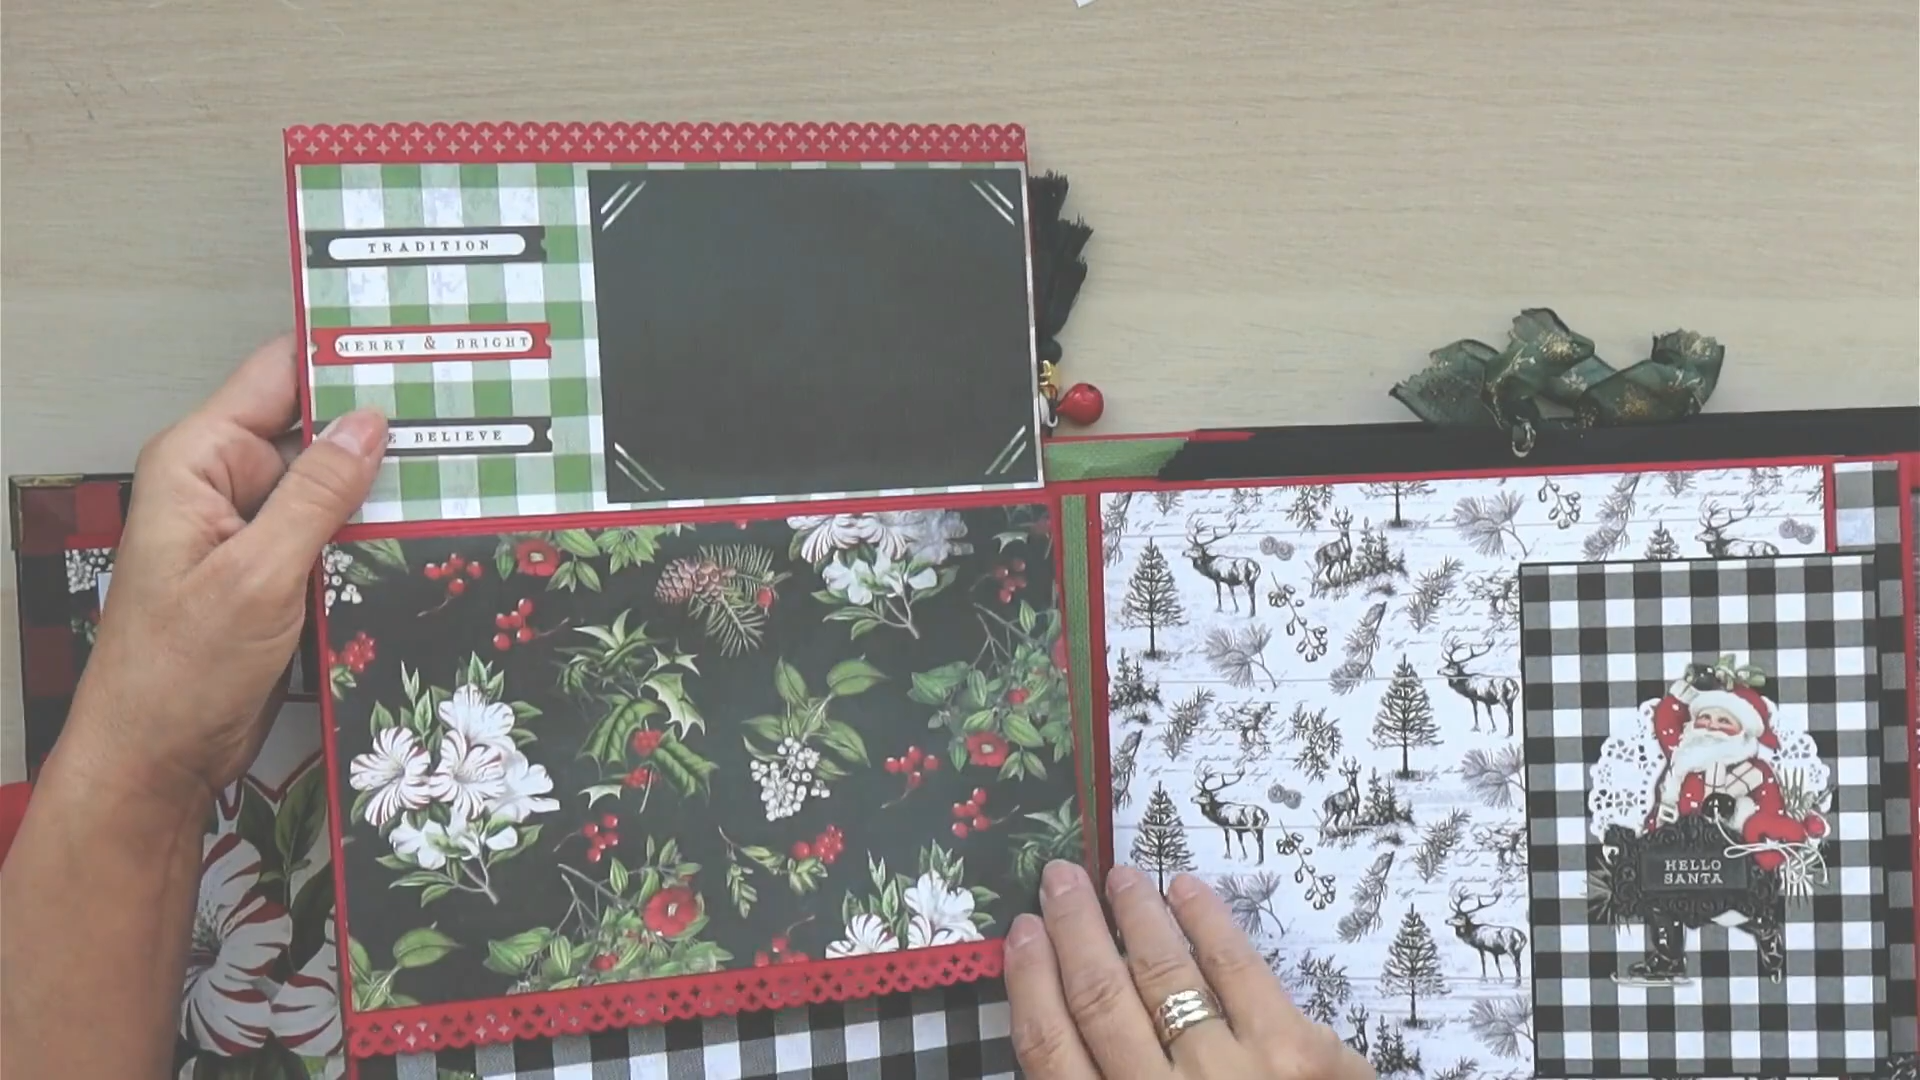 TRADITION
MERRY & BRIGHT
BELIEVE
HELLO
SANTA